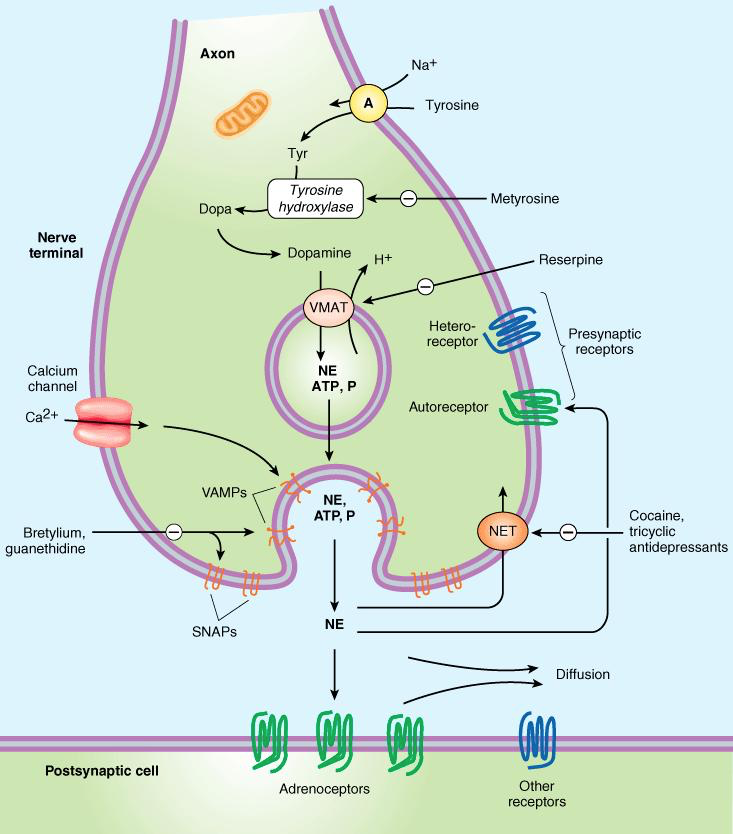 Axon
Na+
A
Tyrosine
Tyr
Tyrosine
hydroxylase
Metyrosine
Dopa
Nerve
terminal
Dopamine
H+
Reserpine
VMAT
Hetero-
receptor
Presynaptic
receptors
NE
ATP, P
Calcium
channel
Ca2+
Autoreceptor
VAMPs
NE,
ATP, P
Bretylium,
guanethidine
NET
Cocaine,
tricyclic
antidepressants
SNAPs
NE
Diffusion
Postsynaptic cell
Adrenoceptors
Other
receptors